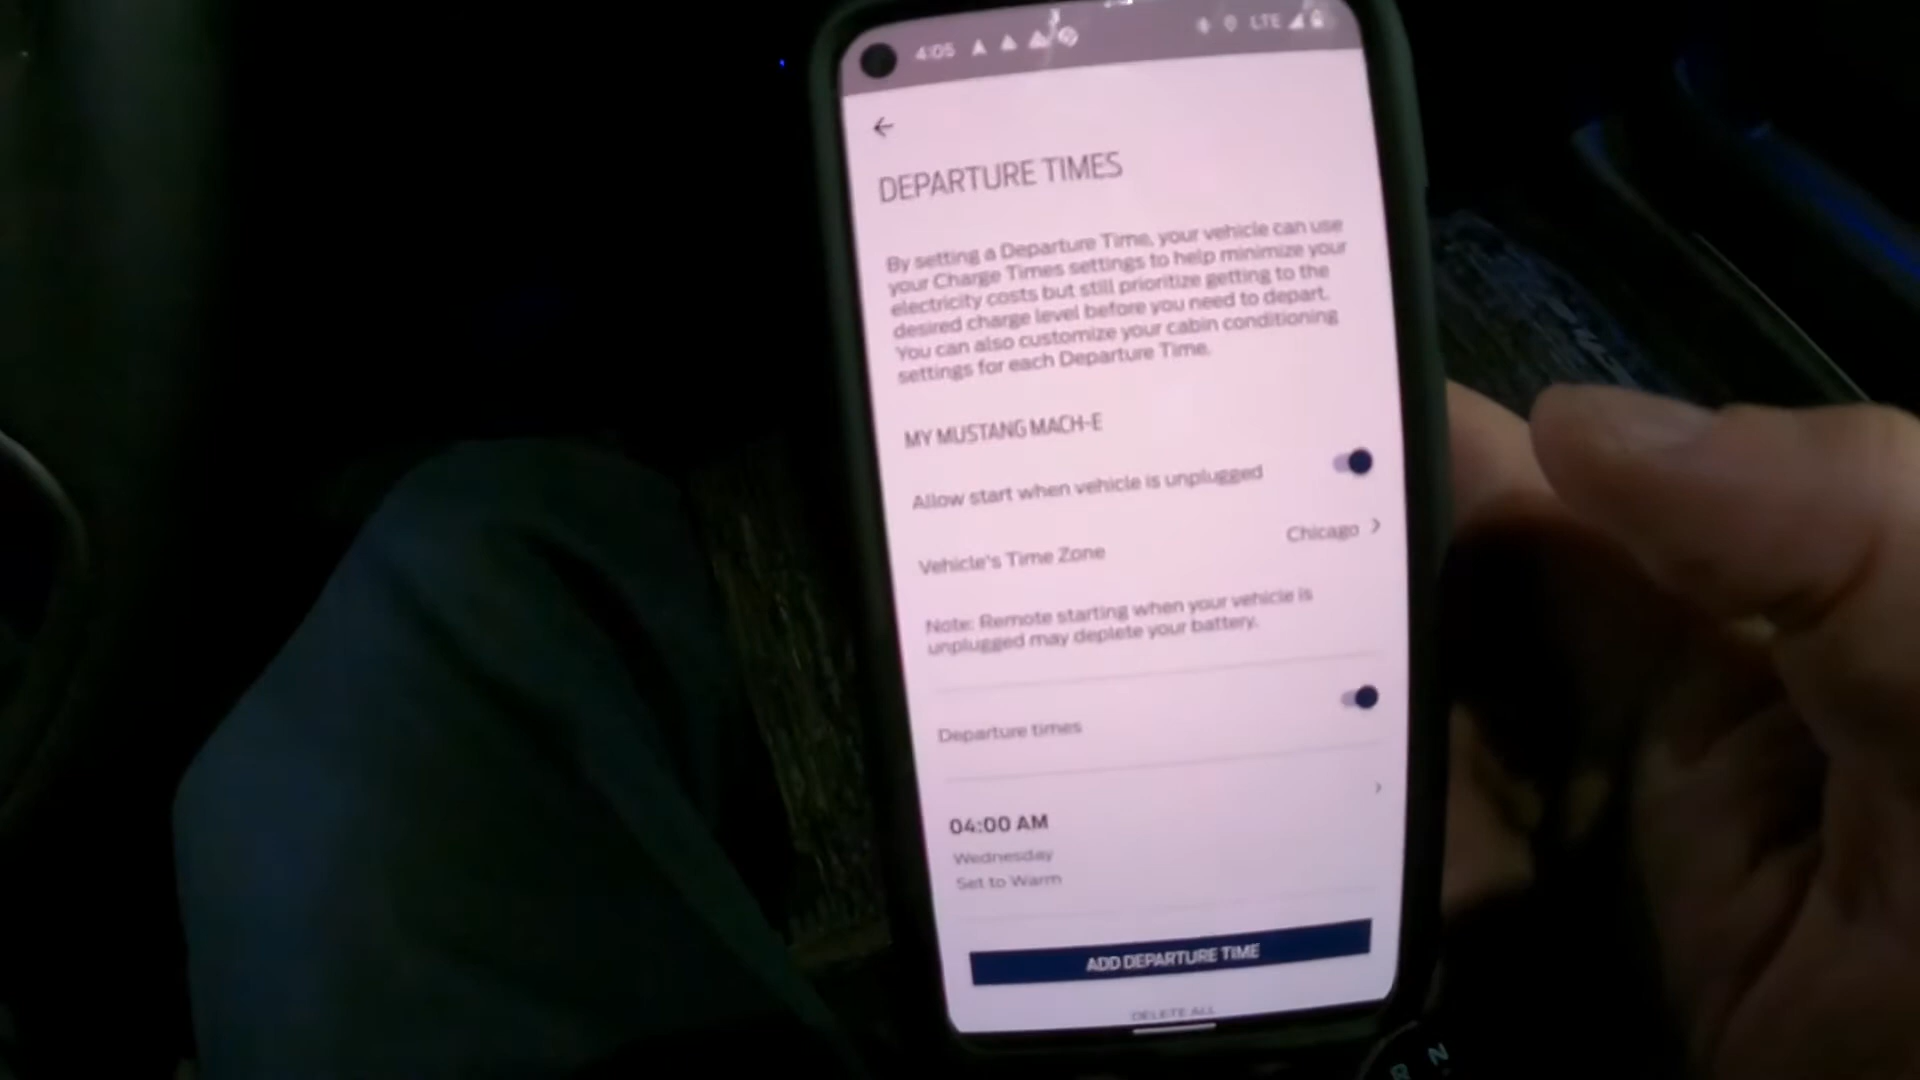 4:05 LTE
DEPARTURE TIMES
By setting a Departure Time, your vehicle can use
your Charge Times settings to help minimize your
electricity costs but still prioritize getting to the
desired charge level before you need to depart.
You can also customize your cabin conditioning
settings for each Departure Time.
MY MUSTANG MACH-E
Allow start when vehicle is unplugged
Vehicle's Time Zone Chicago >
Note: Remote starting when your vehicle is
unplugged may deplete your battery.
Departure times
04:00 AM >
Wednesday
Set to Warm
ADD DEPARTURE TIME
DELETE ALL
R N